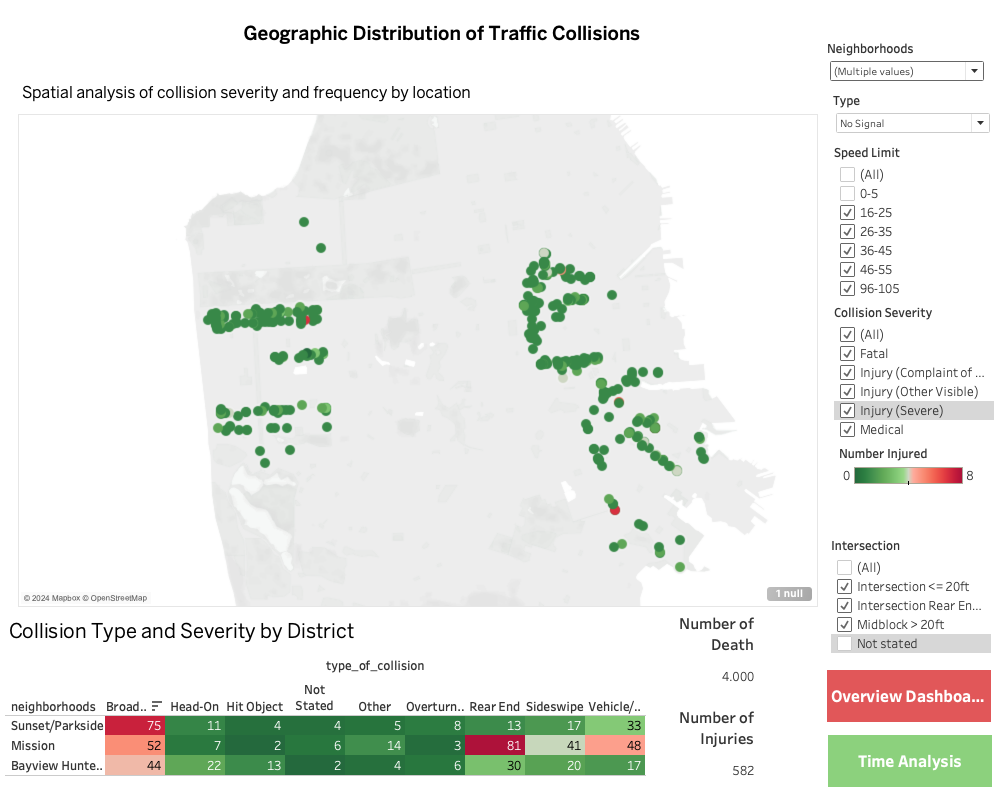 Geographic Distribution of Traffic Collisions
Spatial analysis of collision severity and frequency by location
© 2024 Mapbox © OpenStreetMap
1 null
Neighborhoods
(Multiple values)
Type
No Signal
Speed Limit
(All)
0-5
16-25
26-35
36-45
46-55
96-105
Collision Severity
(All)
Fatal
Injury (Complaint of ...
Injury (Other Visible)
Injury (Severe)
Medical
Number Injured
0 8
Intersection
(All)
Intersection <= 20ft
Intersection Rear En...
Midblock > 20ft
Not stated
Overview Dashboa...
Time Analysis
Collision Type and Severity by District
type_of_collision
neighborhoods Broad.. Head-On Hit Object Not Stated Other Overturn.. Rear End Sideswipe Vehicle/..
Sunset/Parkside 75 11 4 4 5 8 13 17 33
Mission 52 7 2 6 14 3 81 41 48
Bayview Hunte.. 44 22 13 2 4 6 30 20 17
Number of
Death
4.000
Number of
Injuries
582